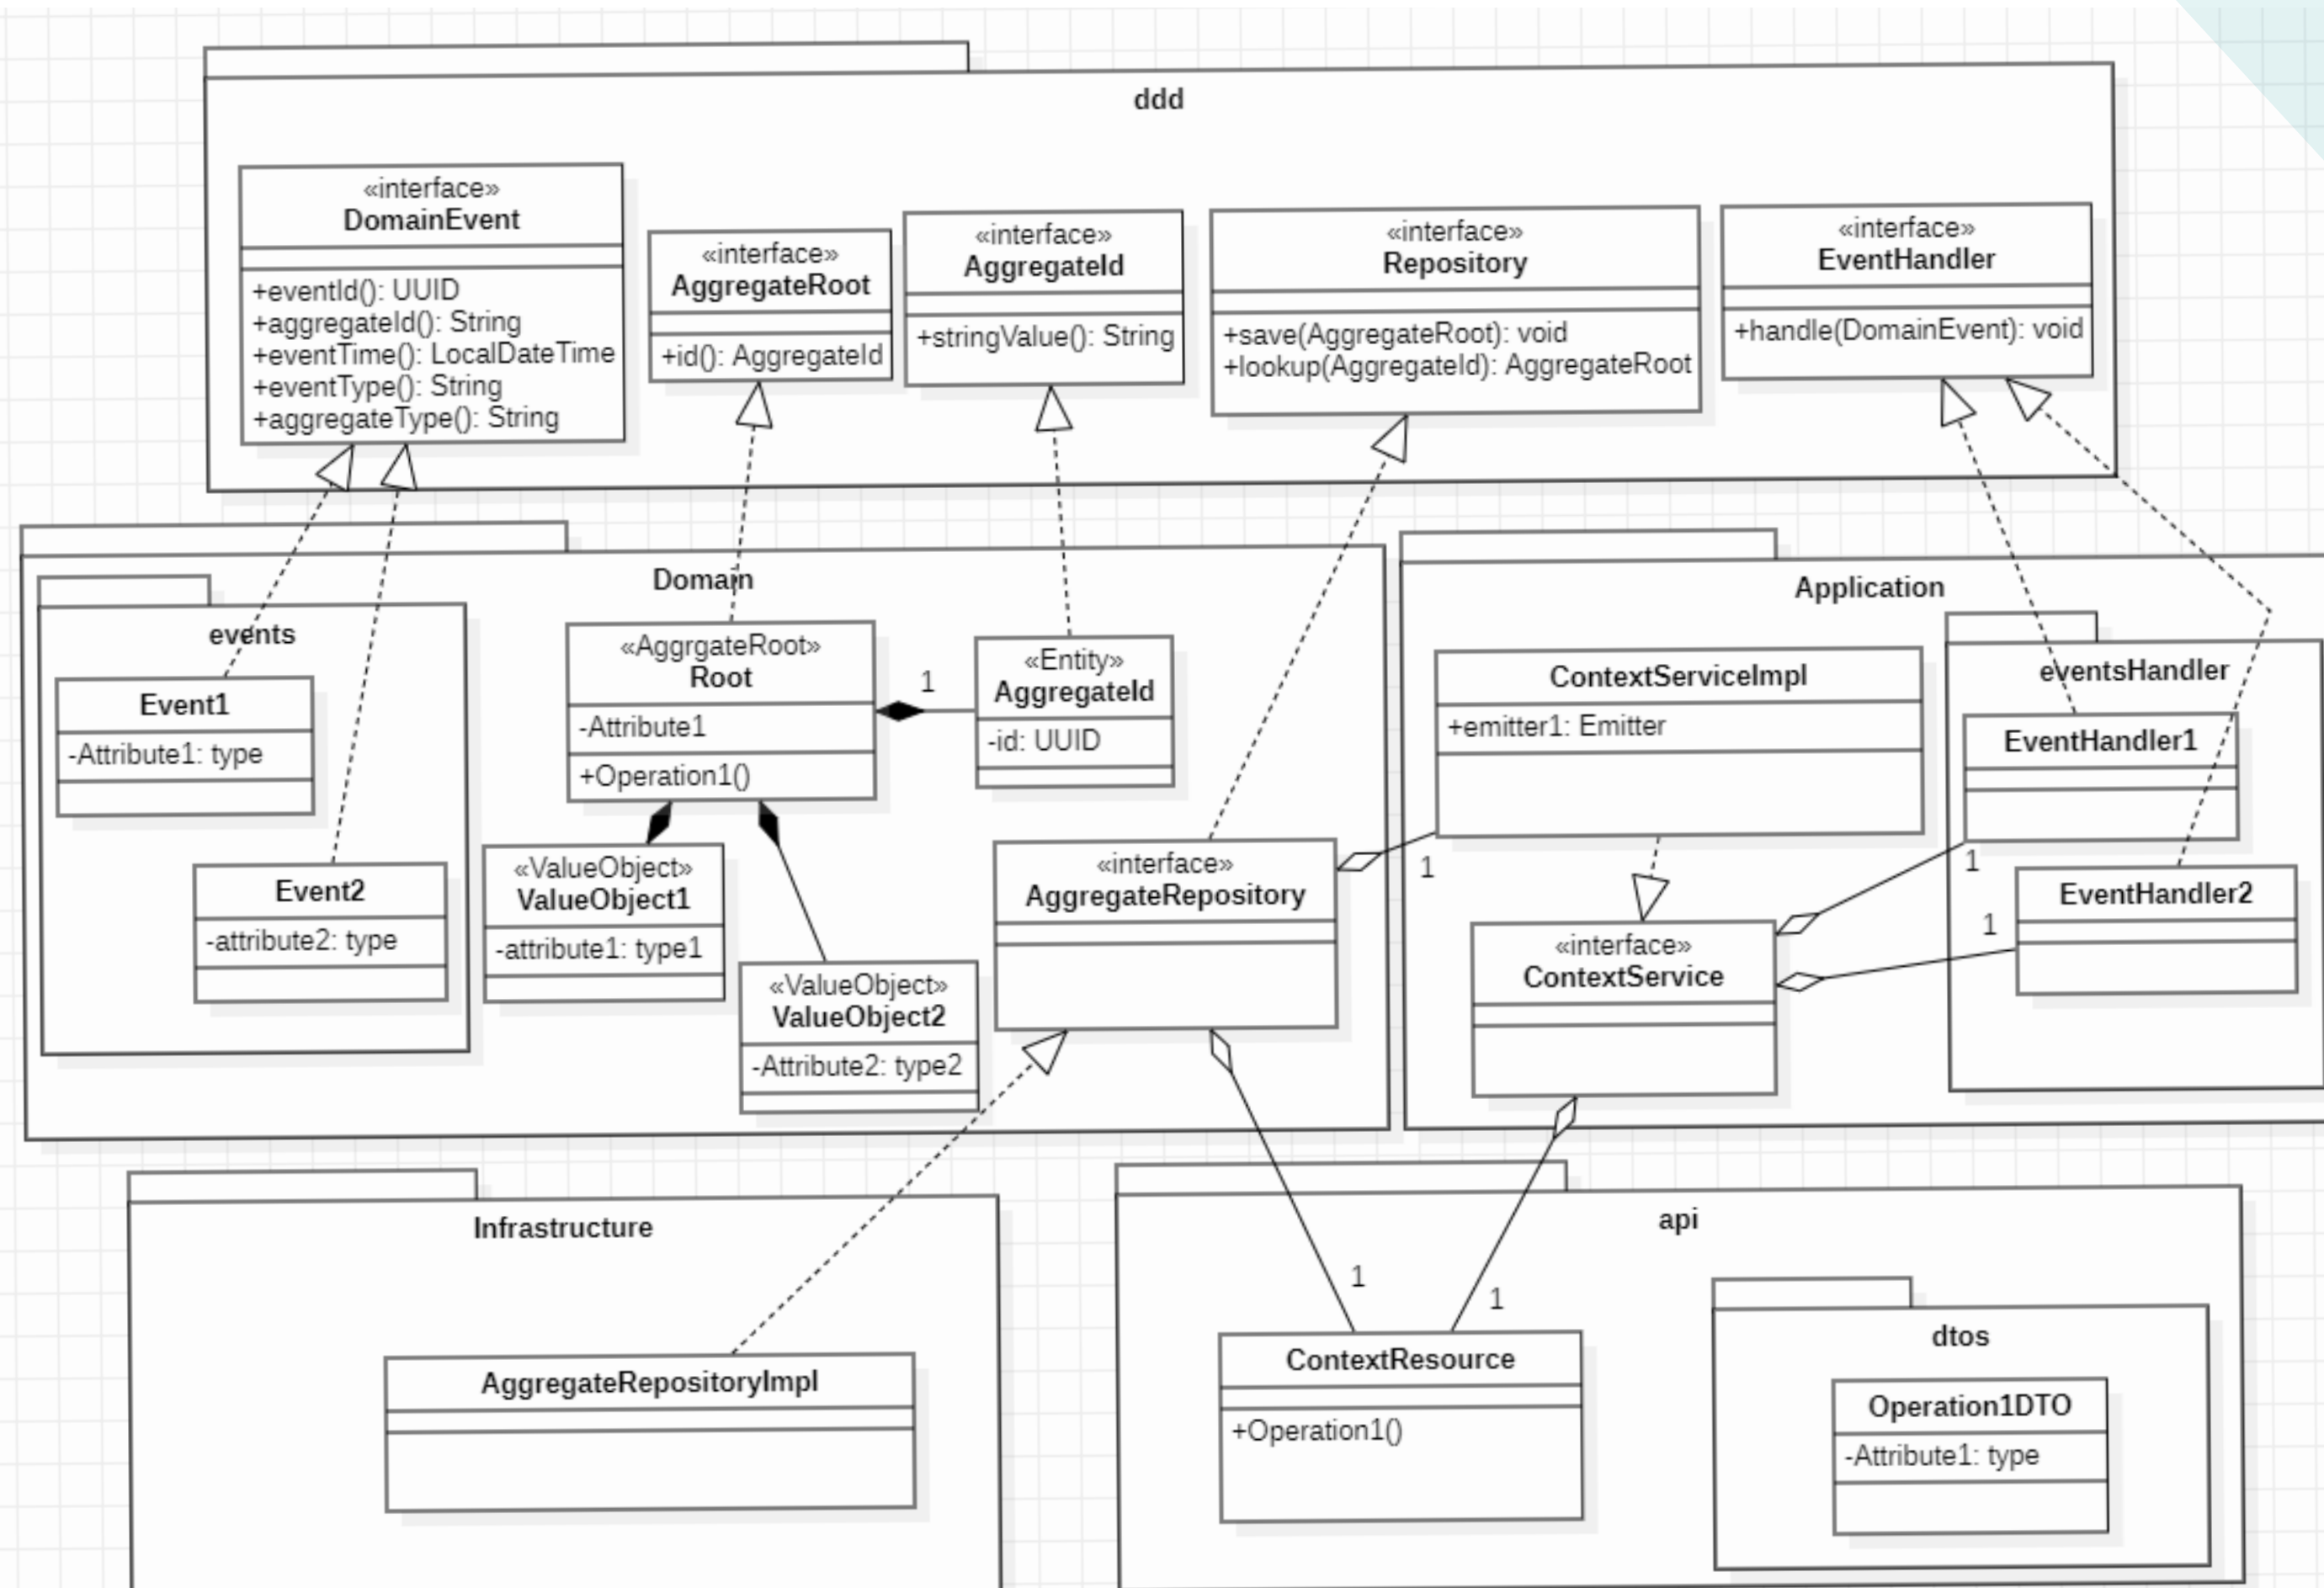 ddd
«interface»
DomainEvent
+eventId(): UUID
+aggregateId(): String
+eventTime(): LocalDateTime
+eventType(): String
+aggregateType(): String
«interface»
AggregateRoot
+id(): AggregateId
«interface»
AggregateId
+stringValue(): String
«interface»
Repository
+save(AggregateRoot): void
+lookup(AggregateId): AggregateRoot
«interface»
EventHandler
+handle(DomainEvent): void
Domain
events
Event1
-Attribute1: type
Event2
-attribute2: type
«AggrgateRoot»
Root
-Attribute1
+Operation1()
1
«Entity»
AggregateId
-id: UUID
«ValueObject»
ValueObject1
-attribute1: type1
«ValueObject»
ValueObject2
-Attribute2: type2
«interface»
AggregateRepository
Application
ContextServiceImpl
+emitter1: Emitter
1
«interface»
ContextService
eventsHandler
EventHandler1
1
EventHandler2
1
Infrastructure
AggregateRepositoryImpl
api
1
1
ContextResource
+Operation1()
dtos
Operation1DTO
-Attribute1: type